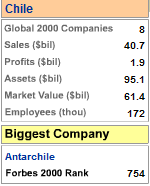 Chile
Global 2000 Companies 8
Sales ($bil) 40.7
Profits ($bil) 1.9
Assets ($bil) 95.1
Market Value ($bil) 61.4
Employees (thou) 172
Biggest Company
Antarchile
Forbes 2000 Rank 754